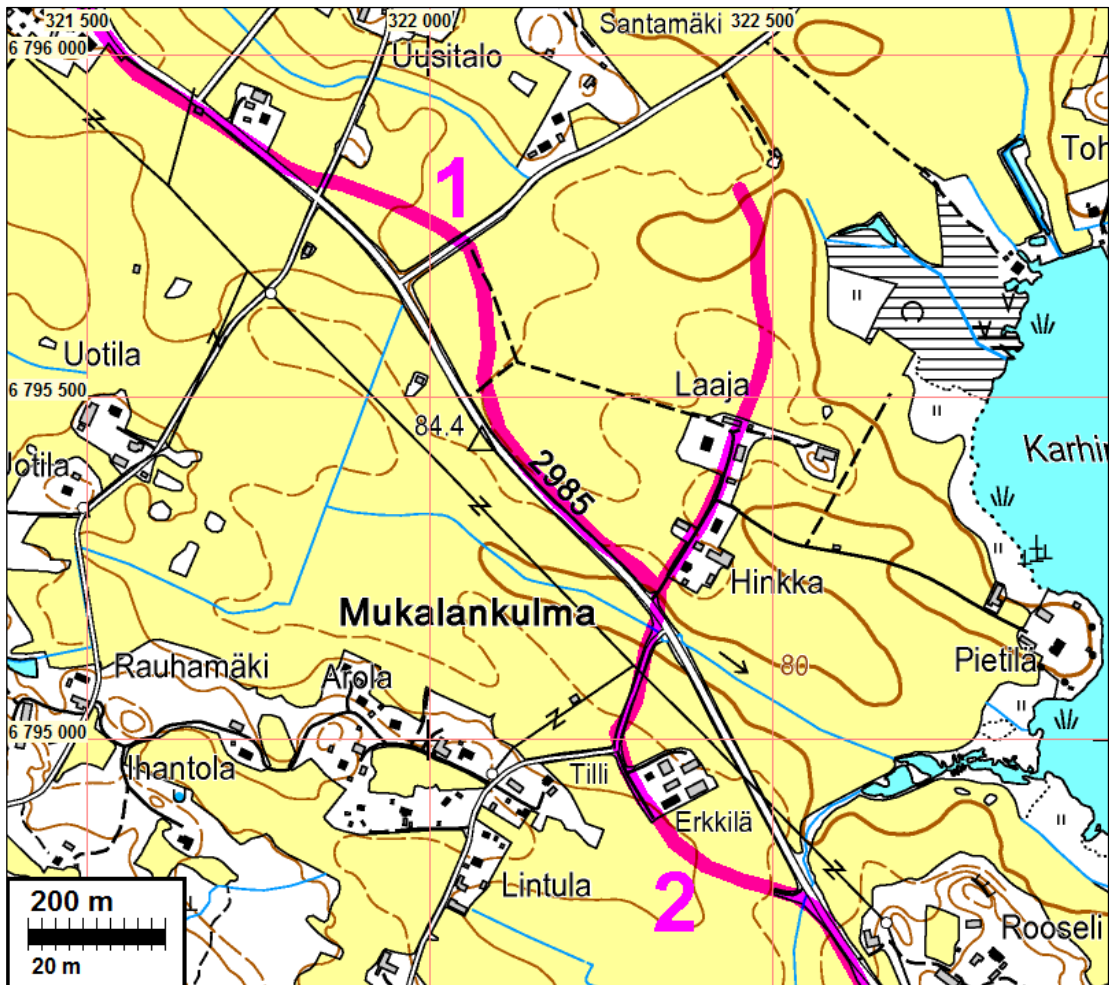 321 500
322 000
322 500
Santamäki
6 796 000
Uusitalo
1
Toh
Uotila
6 795 500
Laaja
84.4
Karhin
Jotila
2985
Hinkka
Mukalankulma
Rauhamäki
Arola
80
Pietilä
6 795 000
Ihantola
Tilli
Erkkilä
Lintula
2
200 m
20 m
Rooseli